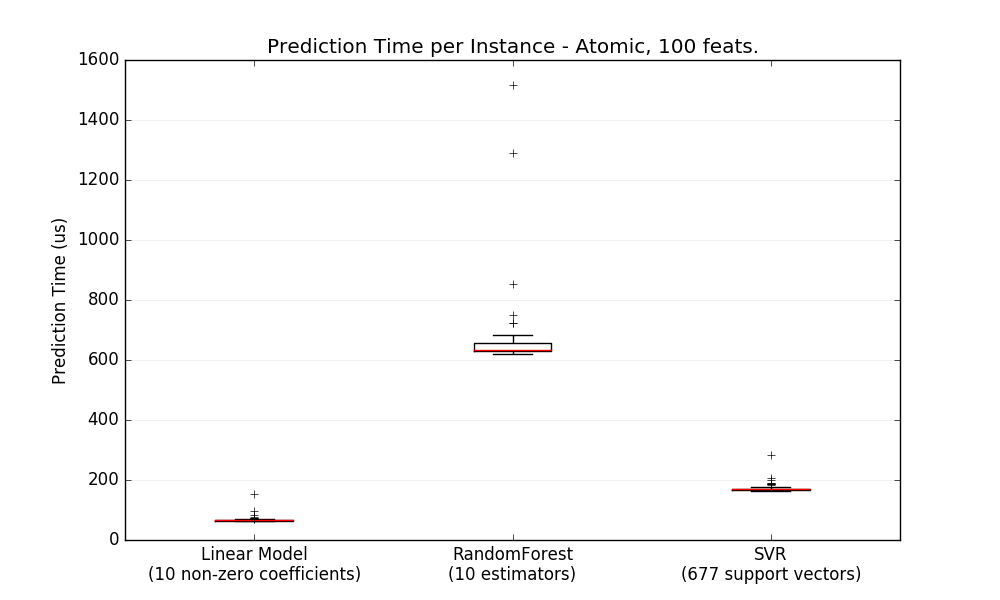 Prediction Time per Instance - Atomic, 100 feats.
1600
1400
1200
1000
800
600
400
200
0
Prediction Time (us)
Linear Model
(10 non-zero coefficients)
RandomForest
(10 estimators)
SVR
(677 support vectors)